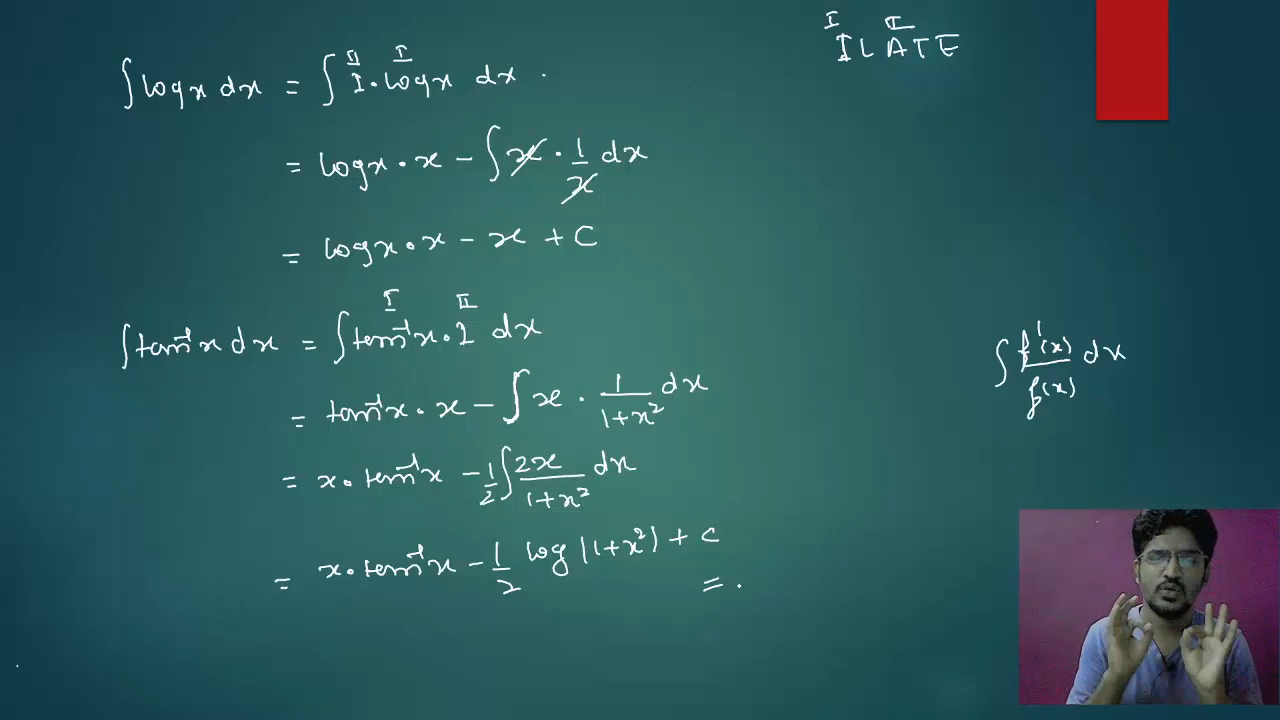 I II
ILATE
∫ log x dx = ∫ 1 · log x dx .
II I
= log x · x − ∫ x · 1/x dx
= log x · x − x + C
I II
∫ tan⁻¹x dx = ∫ tan⁻¹x · 1 dx
= tan⁻¹x · x − ∫ x · 1/(1+x²) dx
∫ f'(x)/f(x) dx
= x · tan⁻¹x − 1/2 ∫ 2x/(1+x²) dx
= x · tan⁻¹x − 1/2 log |1+x²| + C
= .